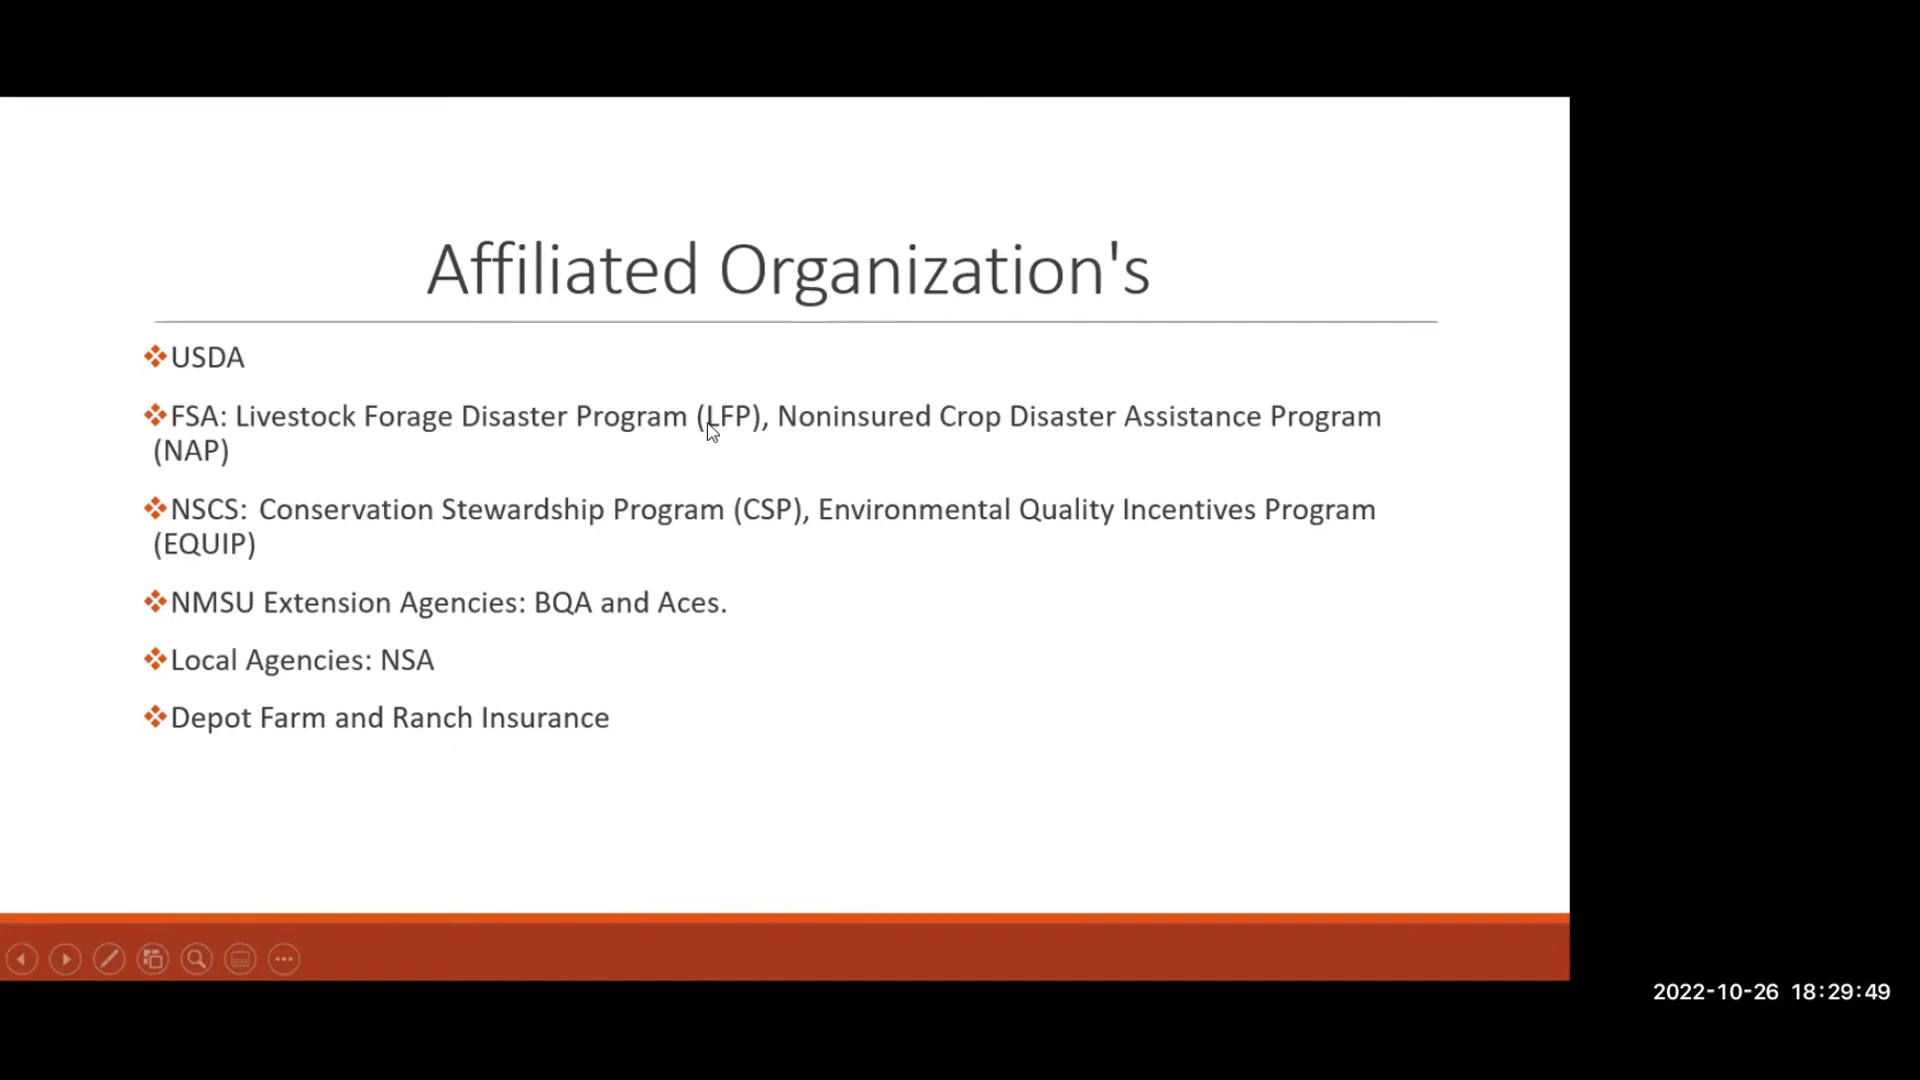 Affiliated Organization's
USDA
FSA: Livestock Forage Disaster Program (LFP), Noninsured Crop Disaster Assistance Program
(NAP)
NSCS: Conservation Stewardship Program (CSP), Environmental Quality Incentives Program
(EQUIP)
NMSU Extension Agencies: BQA and Aces.
Local Agencies: NSA
Depot Farm and Ranch Insurance
2022-10-26 18:29:49